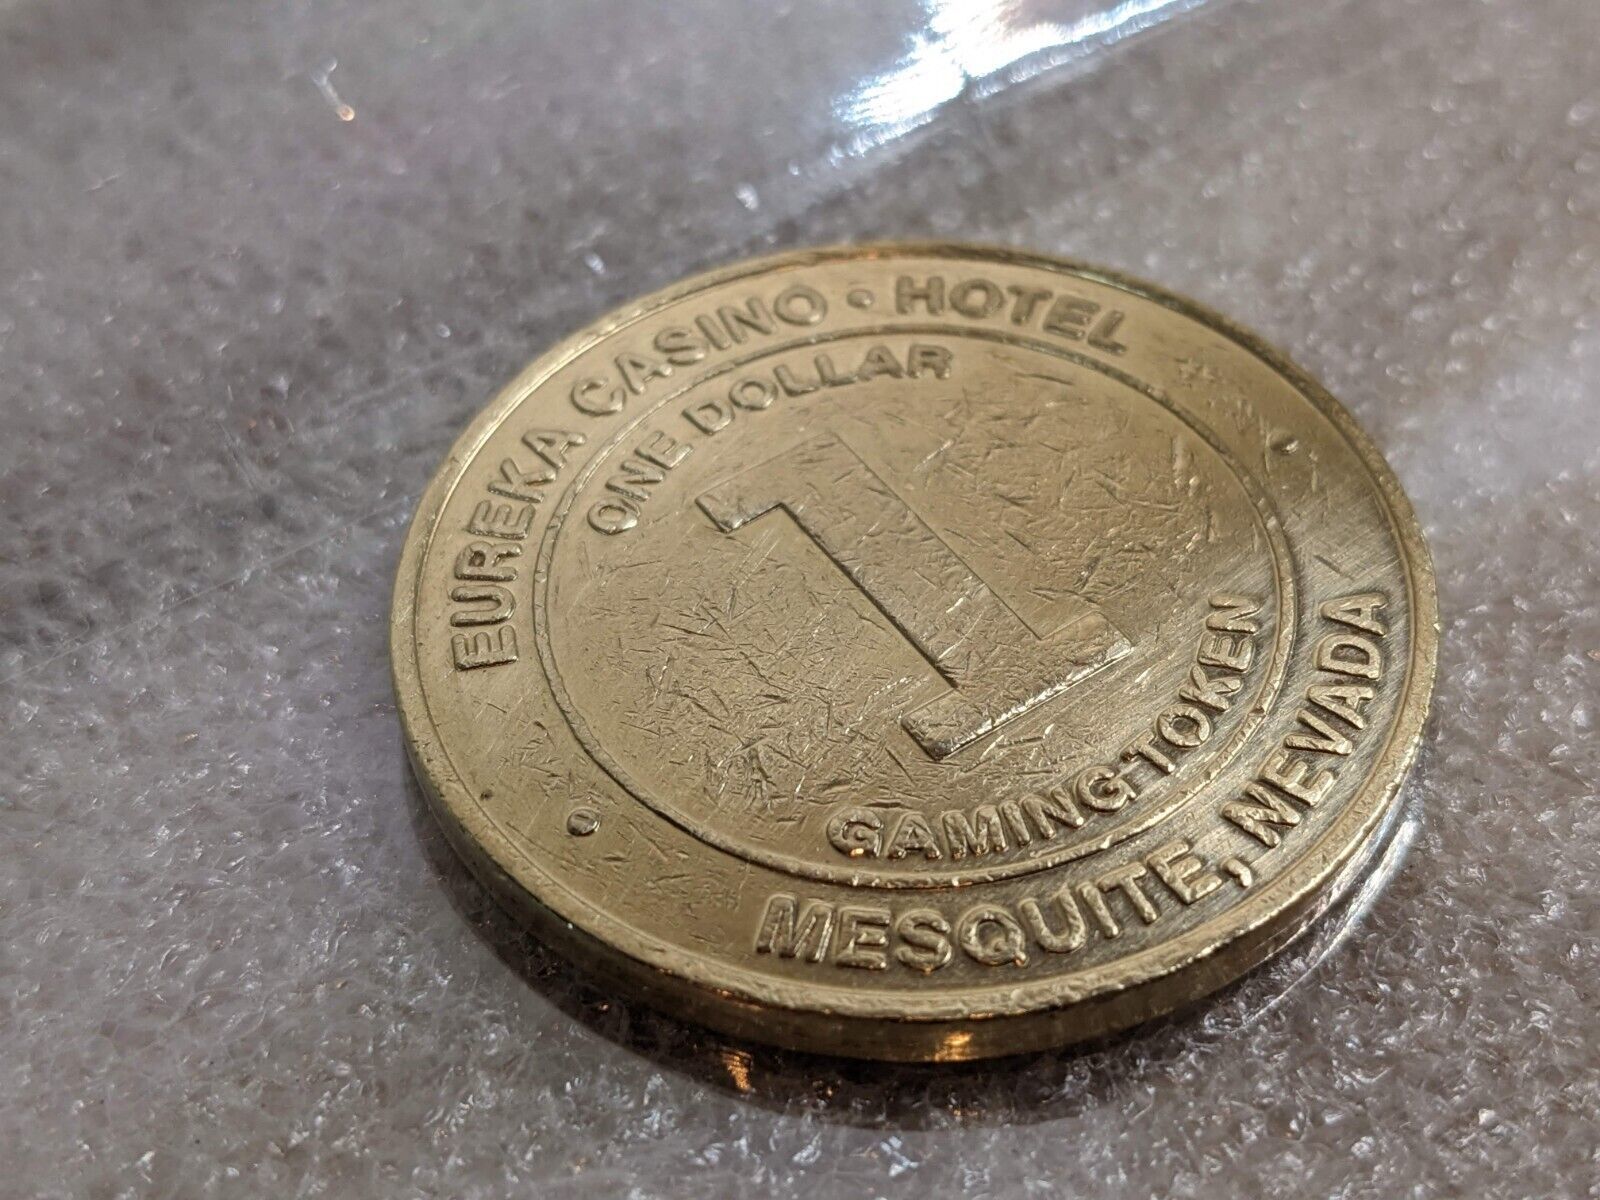 EUREKA CASINO • HOTEL
ONE DOLLAR
1
GAMING TOKEN
MESQUITE, NEVADA